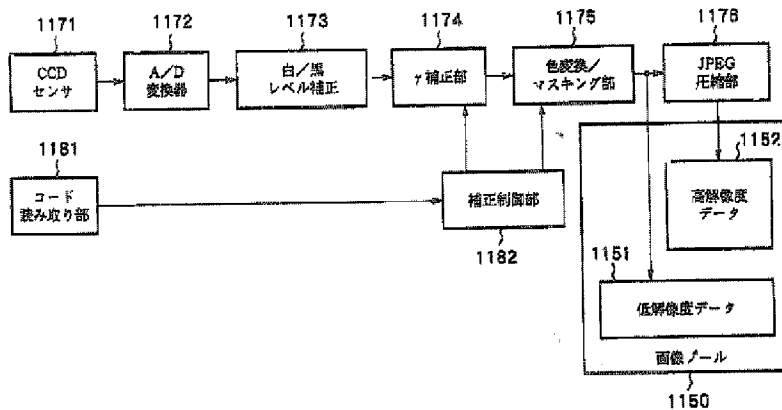 1171
1172
1173
1174
1175
1176
CCD
センサ
A/D
変換器
白/黒
レベル補正
γ補正部
色変換/
マスキング部
JPEG
圧縮部
1181
1152
コード
読み取り部
補正制御部
高解像度
データ
1182
1151
低解像度データ
画像ノール
1150